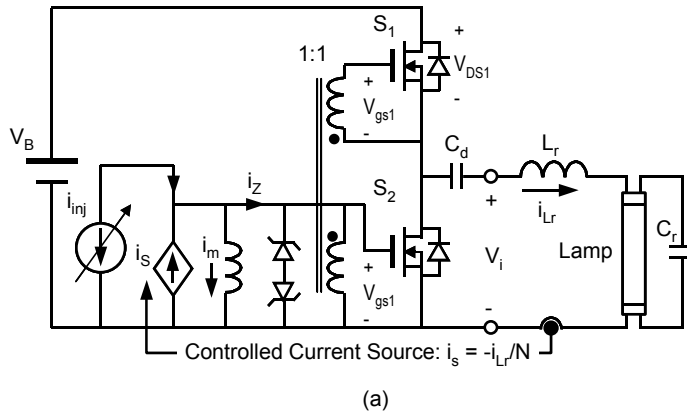 S1
+
1:1
VDS1
+
Vgs1
-
-
VB
Cd
Lr
iinj
iZ
S2
+
iLr
iS
im
Vi
Lamp
Cr
+
Vgs1
-
-
Controlled Current Source: is = -iLr/N
(a)